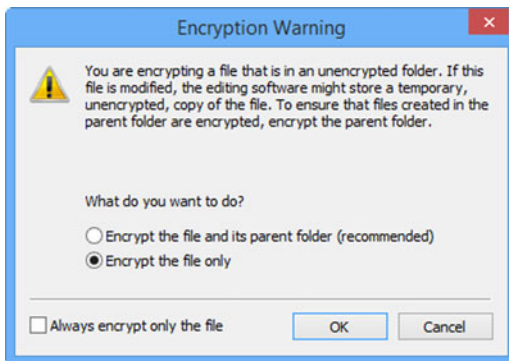 Encryption Warning
You are encrypting a file that is in an unencrypted folder. If this
file is modified, the editing software might store a temporary,
unencrypted, copy of the file. To ensure that files created in the
parent folder are encrypted, encrypt the parent folder.
What do you want to do?
Encrypt the file and its parent folder (recommended)
Encrypt the file only
Always encrypt only the file
OK
Cancel